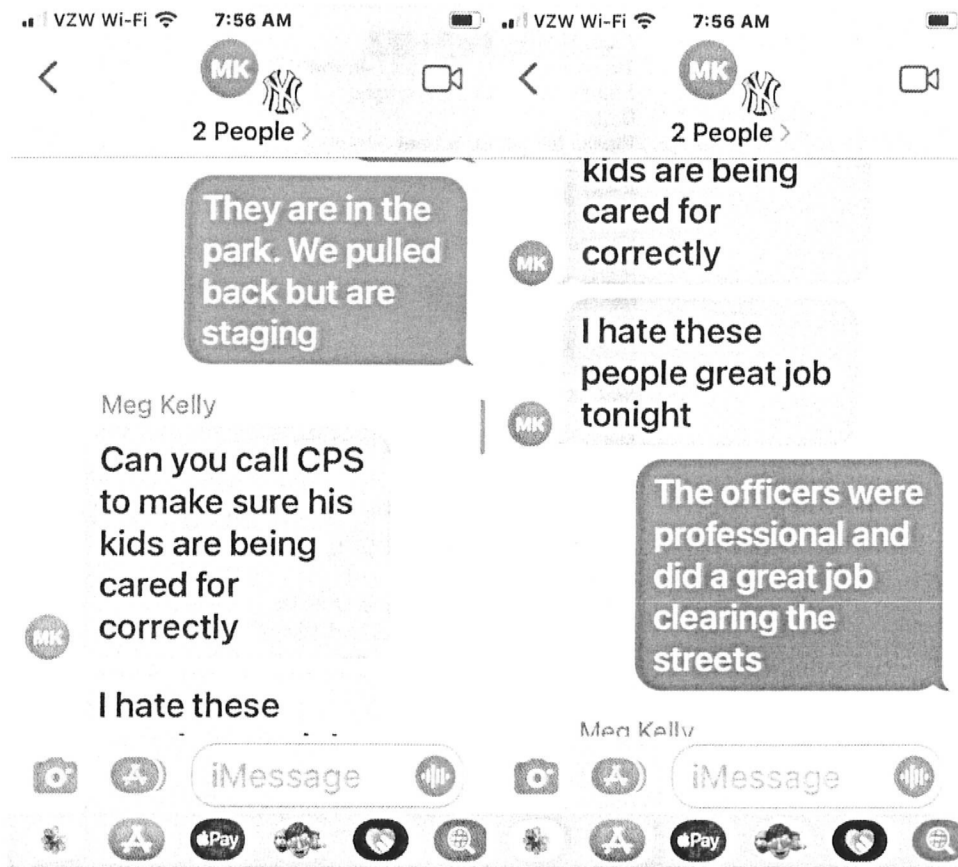 VZW Wi-Fi
7:56 AM
MK
2 People >
They are in the
park. We pulled
back but are
staging
Meg Kelly
Can you call CPS
to make sure his
kids are being
cared for
correctly
MK
I hate these
iMessage
Pay
VZW Wi-Fi
7:56 AM
MK
2 People >
kids are being
cared for
correctly
MK
I hate these
people great job
tonight
MK
The officers were
professional and
did a great job
clearing the
streets
Meg Kelly
iMessage
Pay